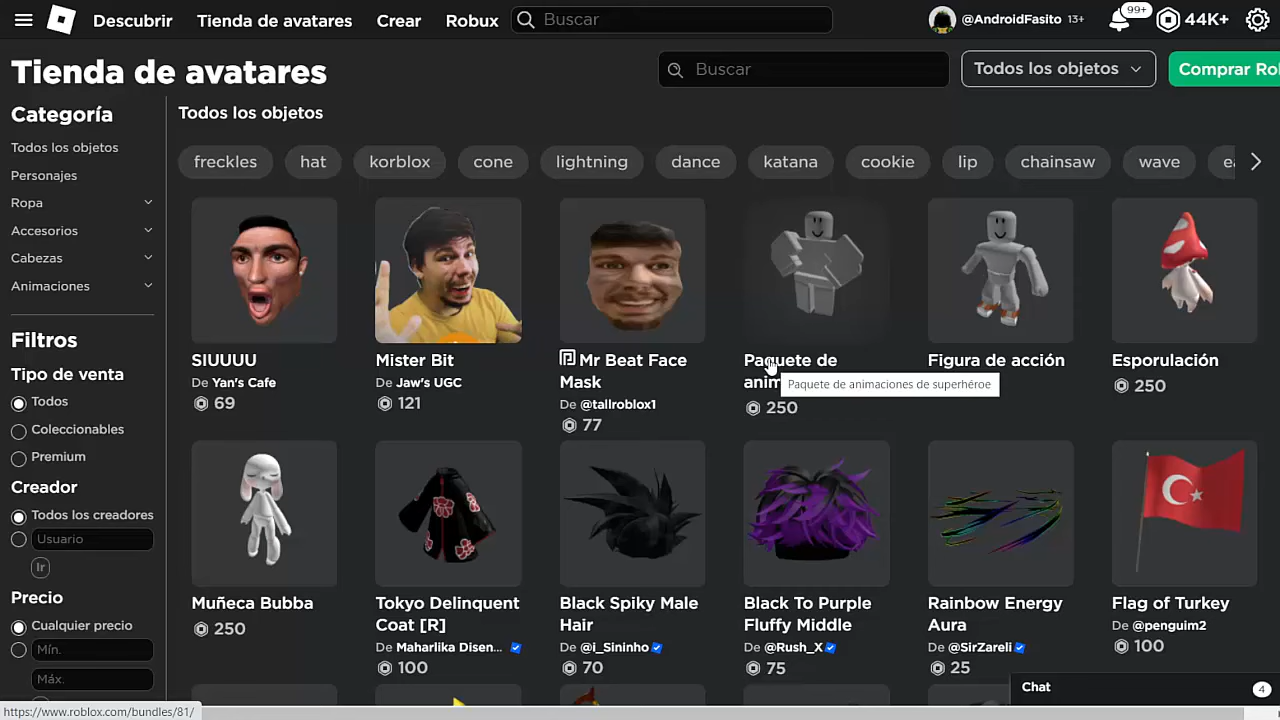 Descubrir Tienda de avatares Crear Robux Buscar @AndroidFasito 13+ 99+ 44K+
Tienda de avatares Buscar Todos los objetos Comprar Rol
Categoría
Todos los objetos
Personajes
Ropa
Accesorios
Cabezas
Animaciones
Filtros
Tipo de venta
Todos
Coleccionables
Premium
Creador
Todos los creadores
Usuario
Ir
Precio
Cualquier precio
Mín.
Máx.
Todos los objetos
freckles hat korblox cone lightning dance katana cookie lip chainsaw wave ea
SIUUUU
De Yan's Cafe
69
Mister Bit
De Jaw's UGC
121
Mr Beat Face
Mask
De @tallroblox1
77
Paquete de
anim
Paquete de animaciones de superhéroe
250
Figura de acción
Esporulación
250
Muñeca Bubba
250
Tokyo Delinquent
Coat [R]
De Maharlika Disen...
100
Black Spiky Male
Hair
De @i_Sininho
70
Black To Purple
Fluffy Middle
De @Rush_X
75
Rainbow Energy
Aura
De @SirZareli
25
Flag of Turkey
De @penguim2
100
Chat 4
https://www.roblox.com/bundles/81/